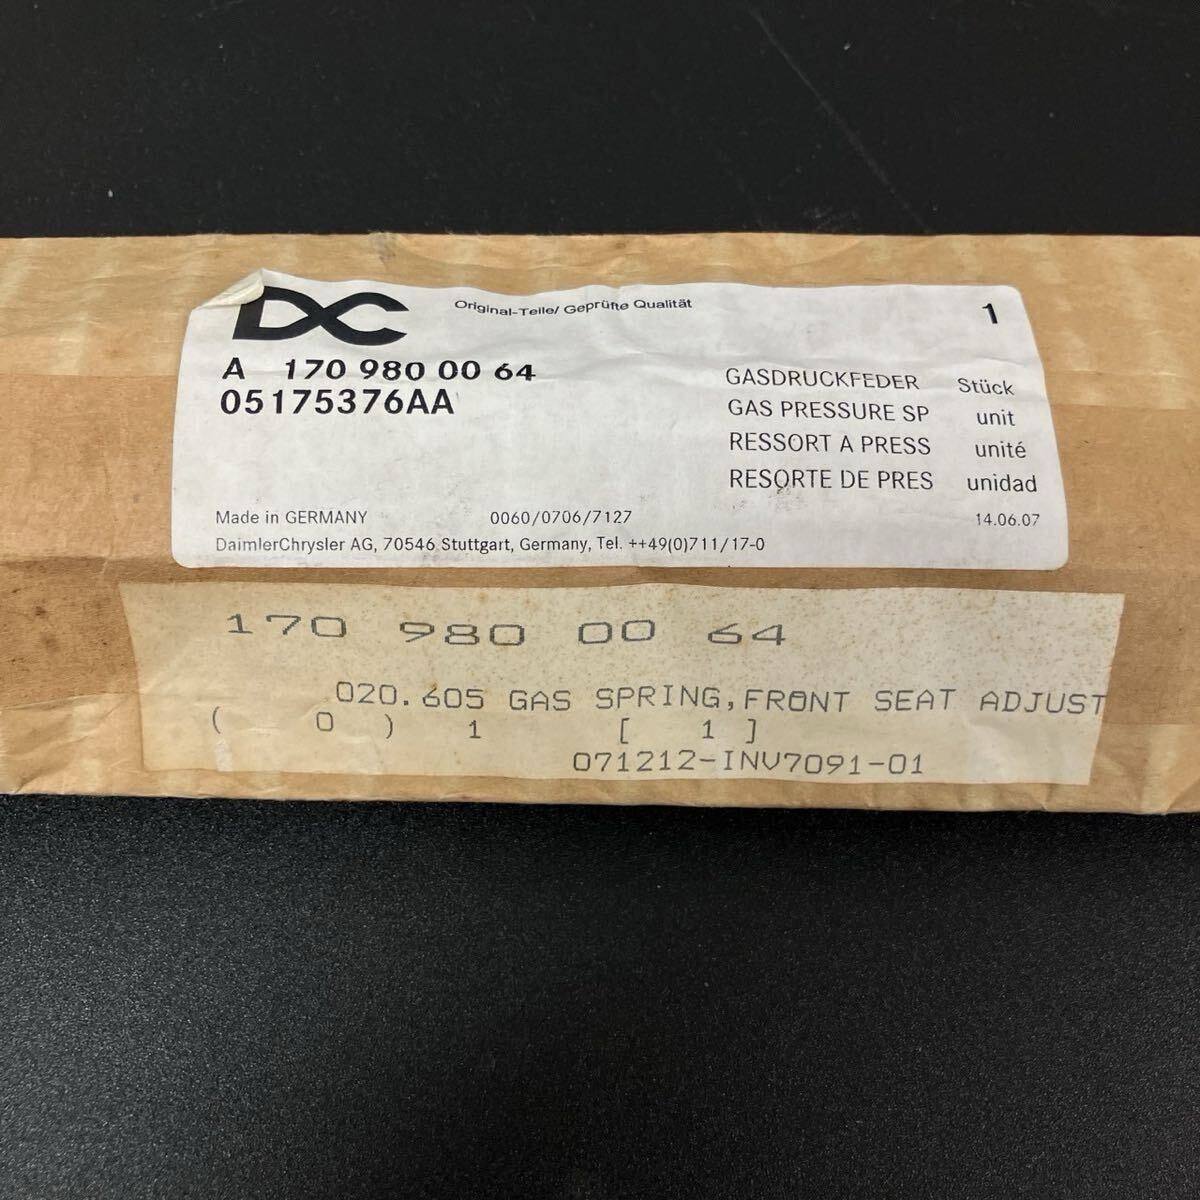 DC
Original-Teile/ Geprüfte Qualität
1
A 170 980 00 64
05175376AA
GASDRUCKFEDER Stück
GAS PRESSURE SP unit
RESSORT A PRESS unité
RESORTE DE PRES unidad
Made in GERMANY 0060/0706/7127 14.06.07
DaimlerChrysler AG, 70546 Stuttgart, Germany, Tel. ++49(0)711/17-0
170 980 00 64
020.605 GAS SPRING,FRONT SEAT ADJUST
( 0 ) 1 [ 1 ]
071212-INV7091-01